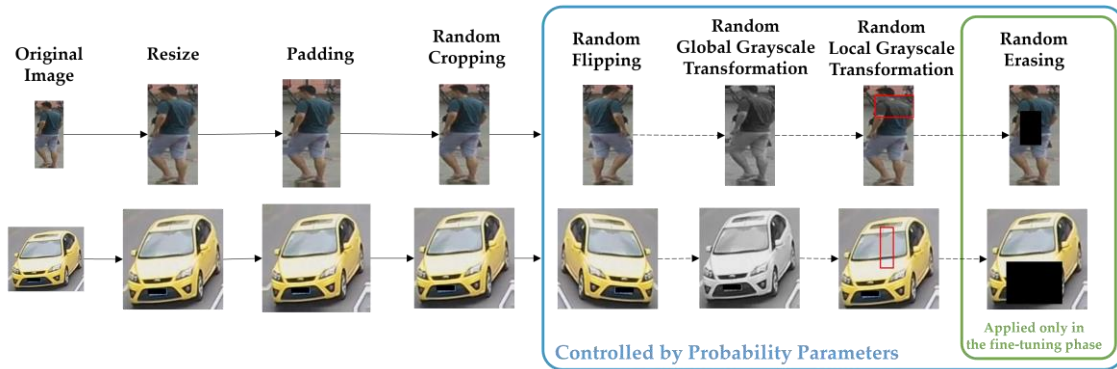 Original
Image
Resize
Padding
Random
Cropping
Random
Flipping
Random
Global Grayscale
Transformation
Random
Local Grayscale
Transformation
Random
Erasing
Applied only in
the fine-tuning phase
Controlled by Probability Parameters